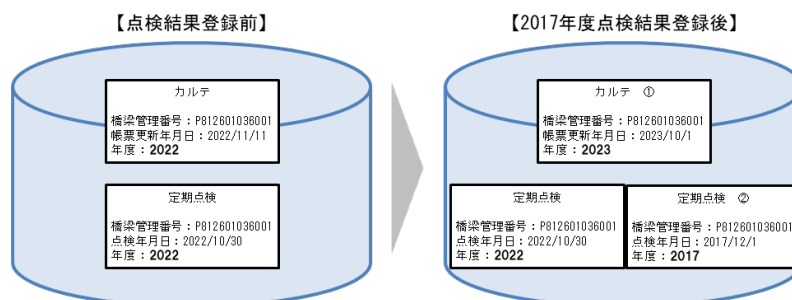 【点検結果登録前】
カルテ
橋梁管理番号：P812601036001
帳票更新年月日：2022/11/11
年度：2022
定期点検
橋梁管理番号：P812601036001
点検年月日：2022/10/30
年度：2022
【2017年度点検結果登録後】
カルテ ①
橋梁管理番号：P812601036001
帳票更新年月日：2023/10/1
年度：2023
定期点検
橋梁管理番号：P812601036001
点検年月日：2022/10/30
年度：2022
定期点検 ②
橋梁管理番号：P812601036001
点検年月日：2017/12/1
年度：2017